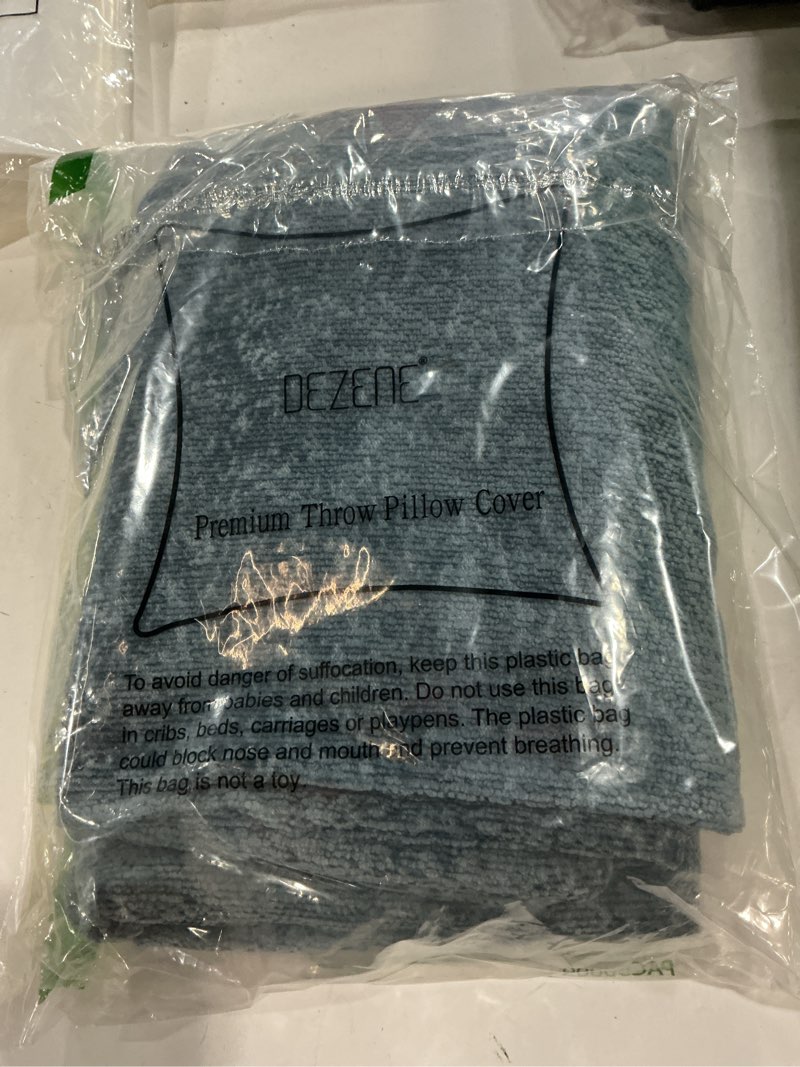 DEZENE®
Premium Throw Pillow Cover
To avoid danger of suffocation, keep this plastic bag
away from babies and children. Do not use this bag
in cribs, beds, carriages or playpens. The plastic bag
could block nose and mouth and prevent breathing.
This bag is not a toy.